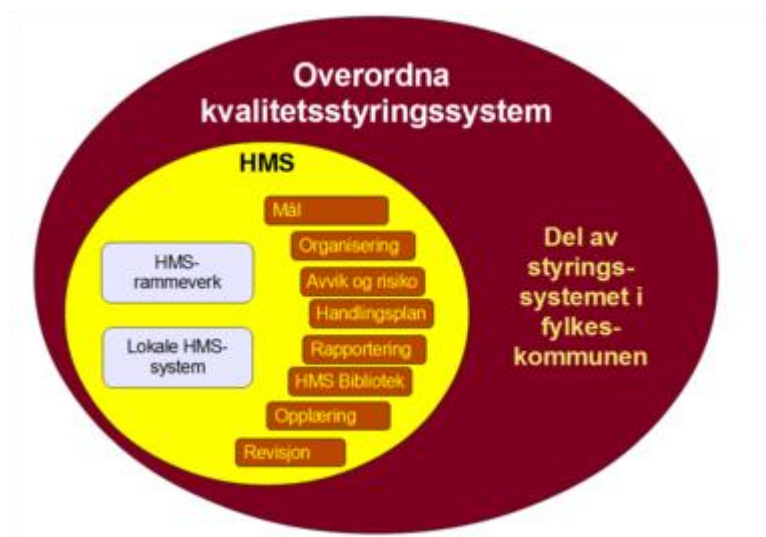 Overordna
kvalitetsstyringssystem
HMS
Mål
Organisering
Avvik og risiko
Handlingsplan
Rapportering
HMS Bibliotek
Opplæring
Revisjon
HMS-
rammeverk
Lokale HMS-
system
Del av
styrings-
systemet i
fylkes-
kommunen